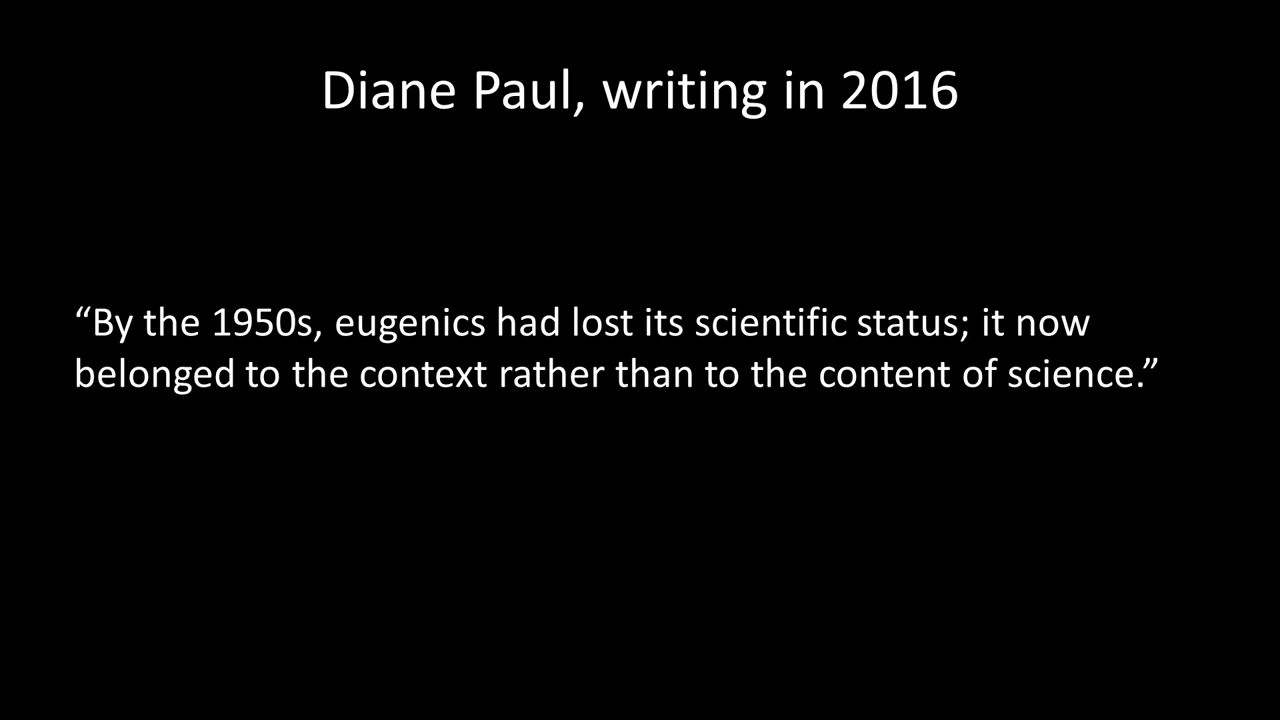 Diane Paul, writing in 2016
“By the 1950s, eugenics had lost its scientific status; it now
belonged to the context rather than to the content of science.”